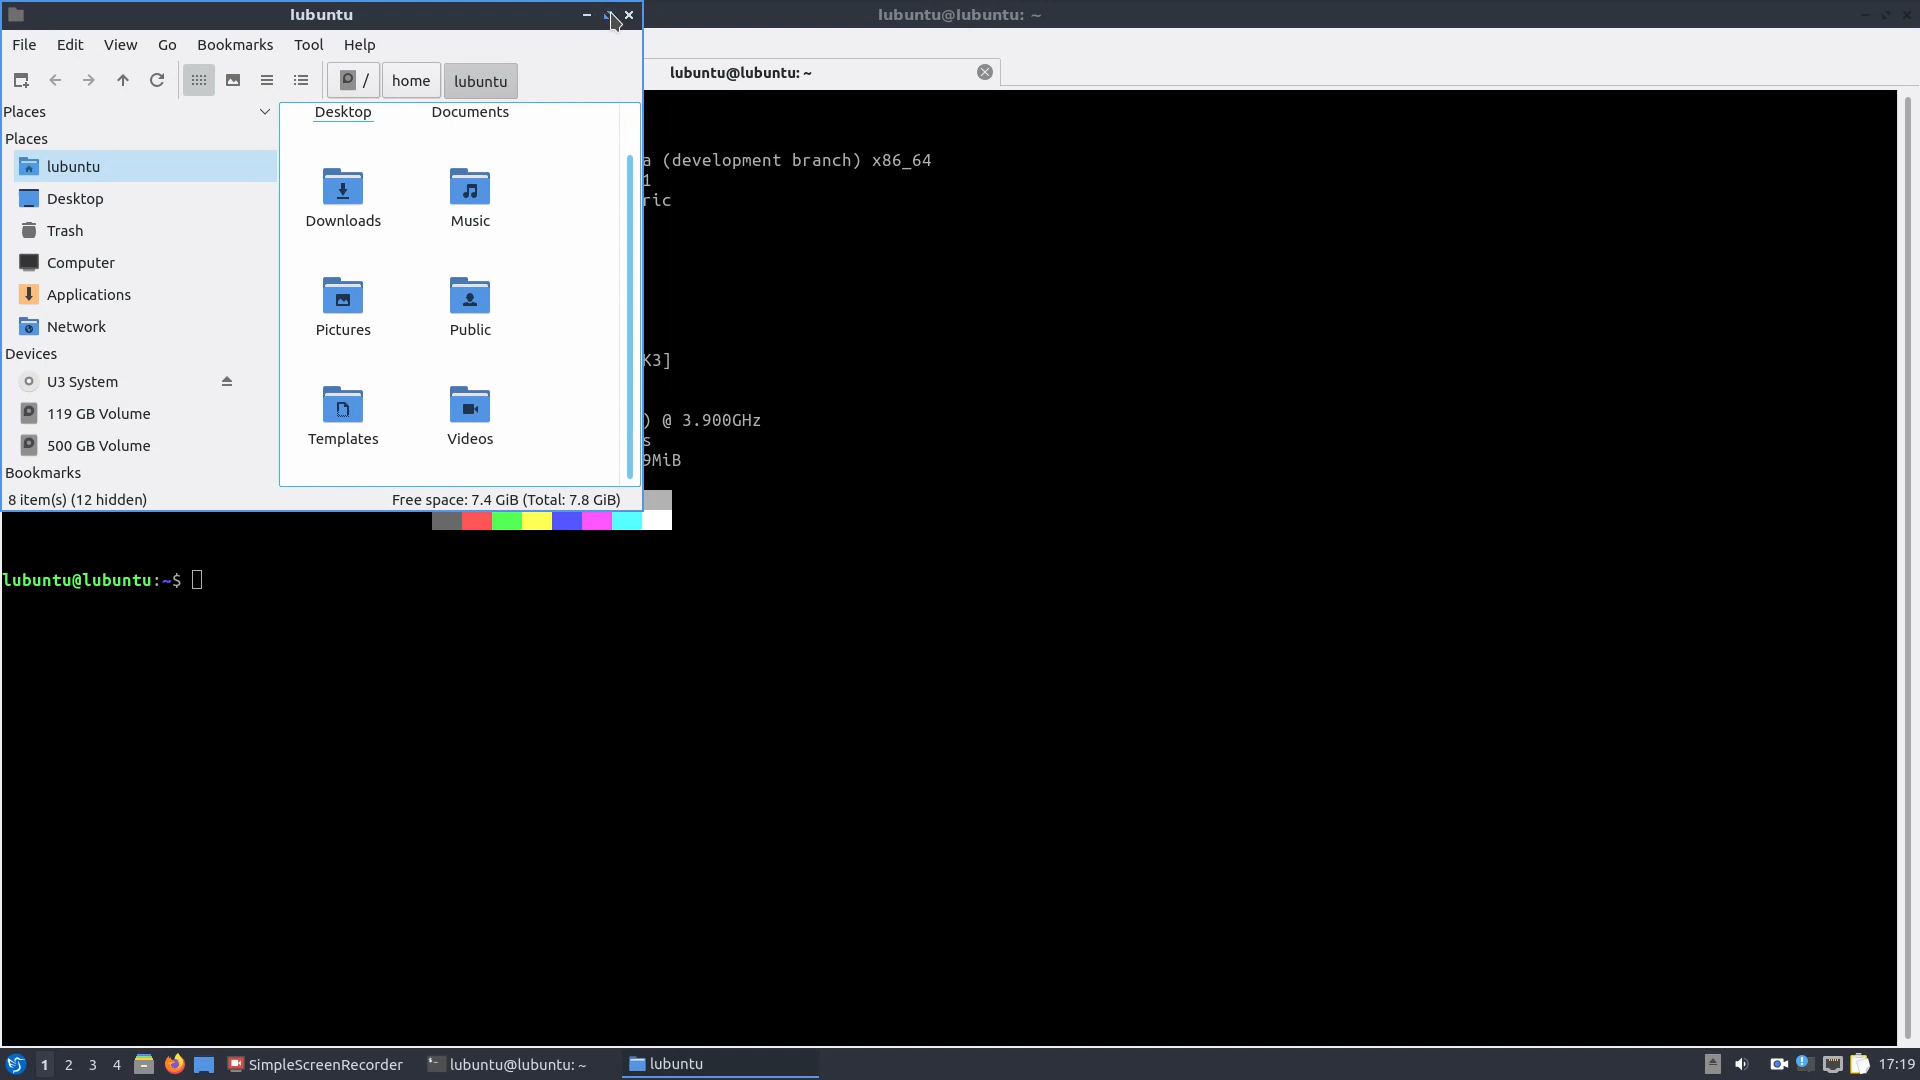 lubuntu
lubuntu@lubuntu: ~
File Edit View Go Bookmarks Tool Help
/ home lubuntu
lubuntu@lubuntu: ~
Places
Places
lubuntu
Desktop
Trash
Computer
Applications
Network
Devices
U3 System
119 GB Volume
500 GB Volume
Bookmarks
Desktop Documents
Downloads Music
Pictures Public
Templates Videos
8 item(s) (12 hidden) Free space: 7.4 GiB (Total: 7.8 GiB)
a (development branch) x86_64
1
ric
K3]
) @ 3.900GHz
s
9MiB
lubuntu@lubuntu:~$
1 2 3 4 SimpleScreenRecorder lubuntu@lubuntu: ~ lubuntu 17:19